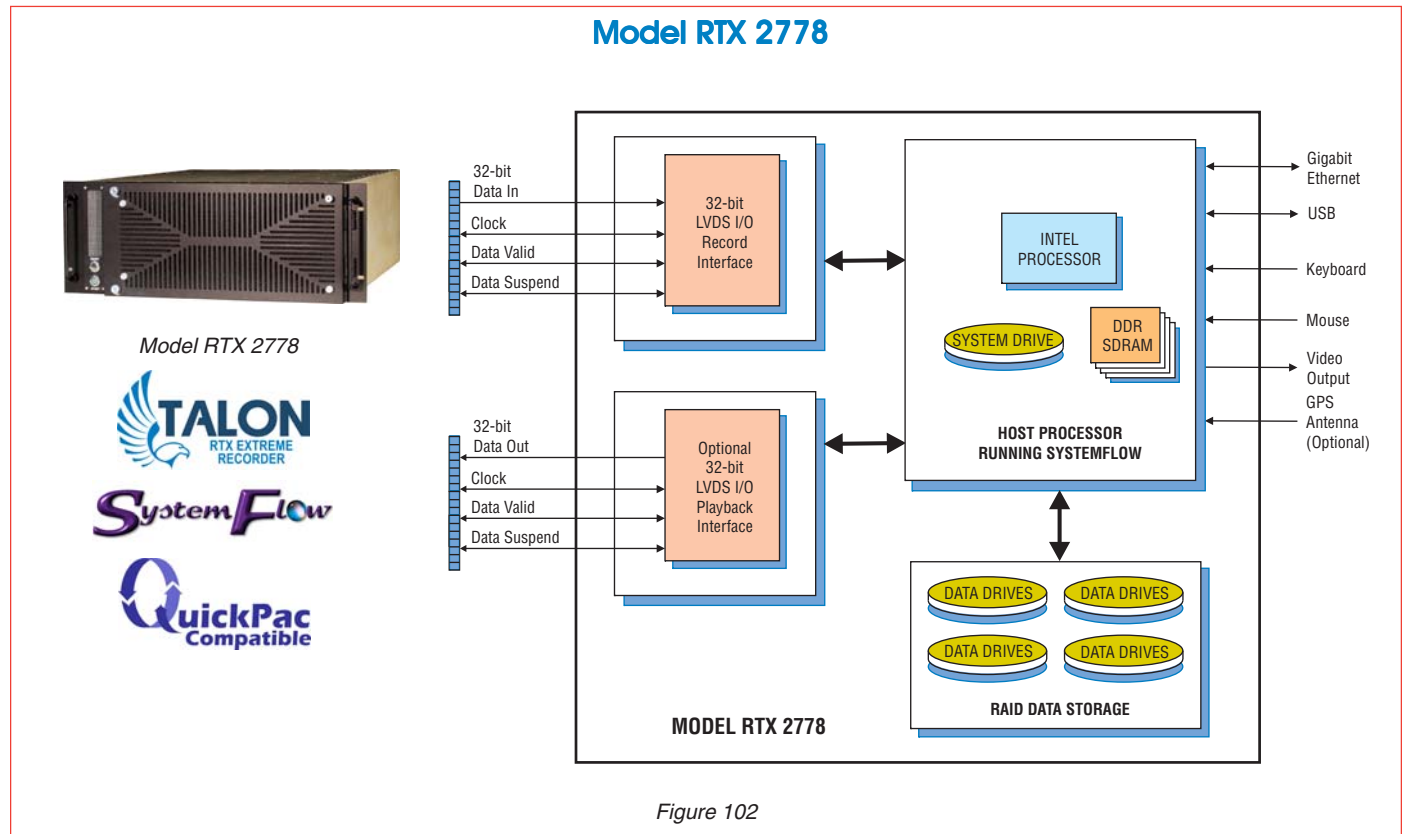 Model RTX 2778
Model RTX 2778
TALON
RTX EXTREME
RECORDER
SystemFlow
QuickPac
Compatible
32-bit
Data In
Clock
Data Valid
Data Suspend
32-bit
LVDS I/O
Record
Interface
32-bit
Data Out
Clock
Data Valid
Data Suspend
Optional
32-bit
LVDS I/O
Playback
Interface
INTEL
PROCESSOR
SYSTEM DRIVE
DDR
SDRAM
HOST PROCESSOR
RUNNING SYSTEMFLOW
Gigabit
Ethernet
USB
Keyboard
Mouse
Video
Output
GPS
Antenna
(Optional)
DATA DRIVES
DATA DRIVES
DATA DRIVES
DATA DRIVES
RAID DATA STORAGE
MODEL RTX 2778
Figure 102